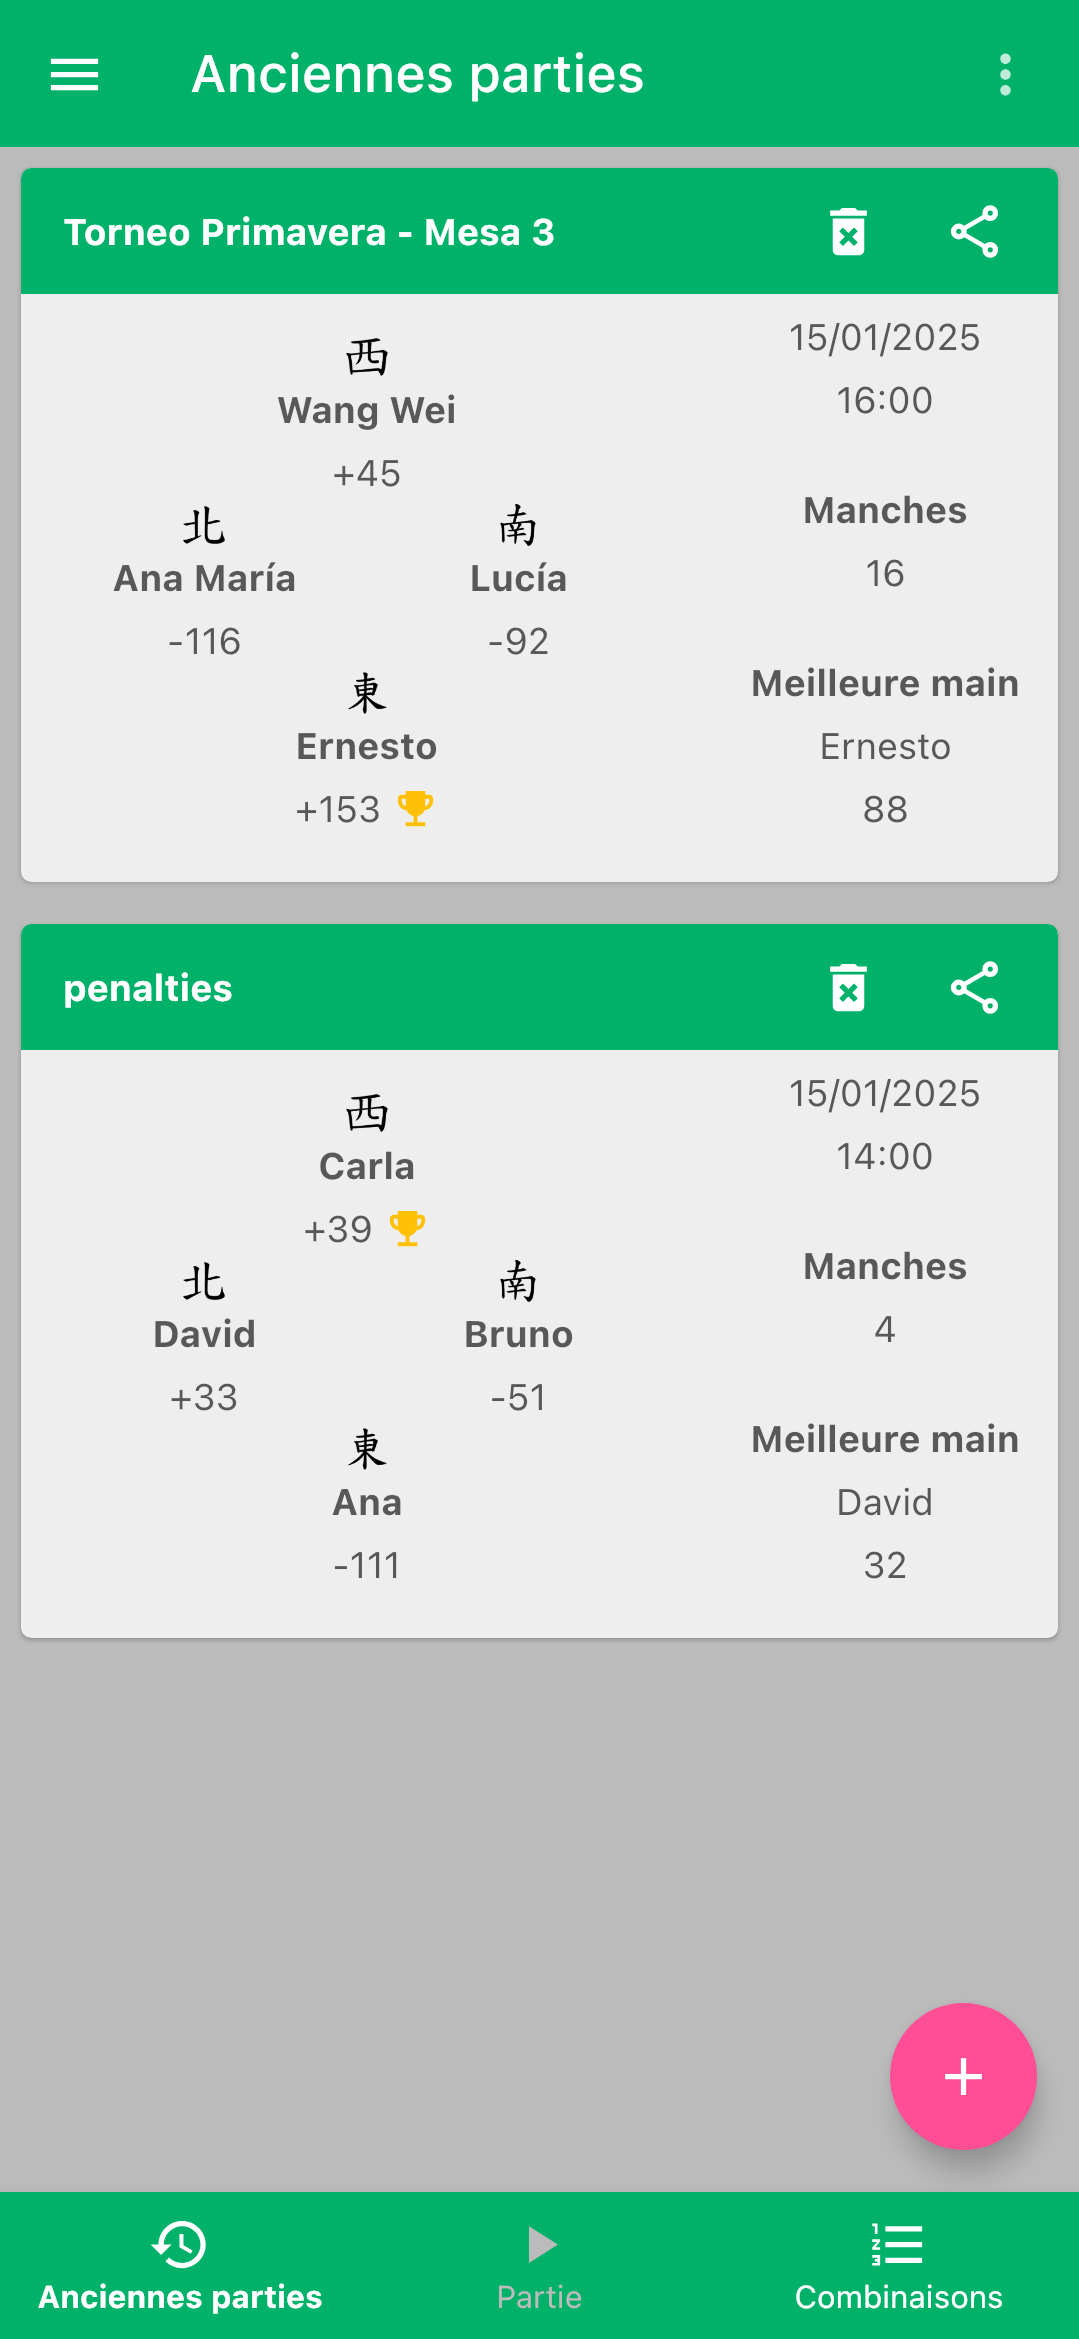 Anciennes parties
Torneo Primavera - Mesa 3
西
Wang Wei
+45
北
Ana María
-116
南
Lucía
-92
東
Ernesto
+153
15/01/2025
16:00
Manches
16
Meilleure main
Ernesto
88
penalties
西
Carla
+39
北
David
+33
南
Bruno
-51
東
Ana
-111
15/01/2025
14:00
Manches
4
Meilleure main
David
32
Anciennes parties
Partie
Combinaisons